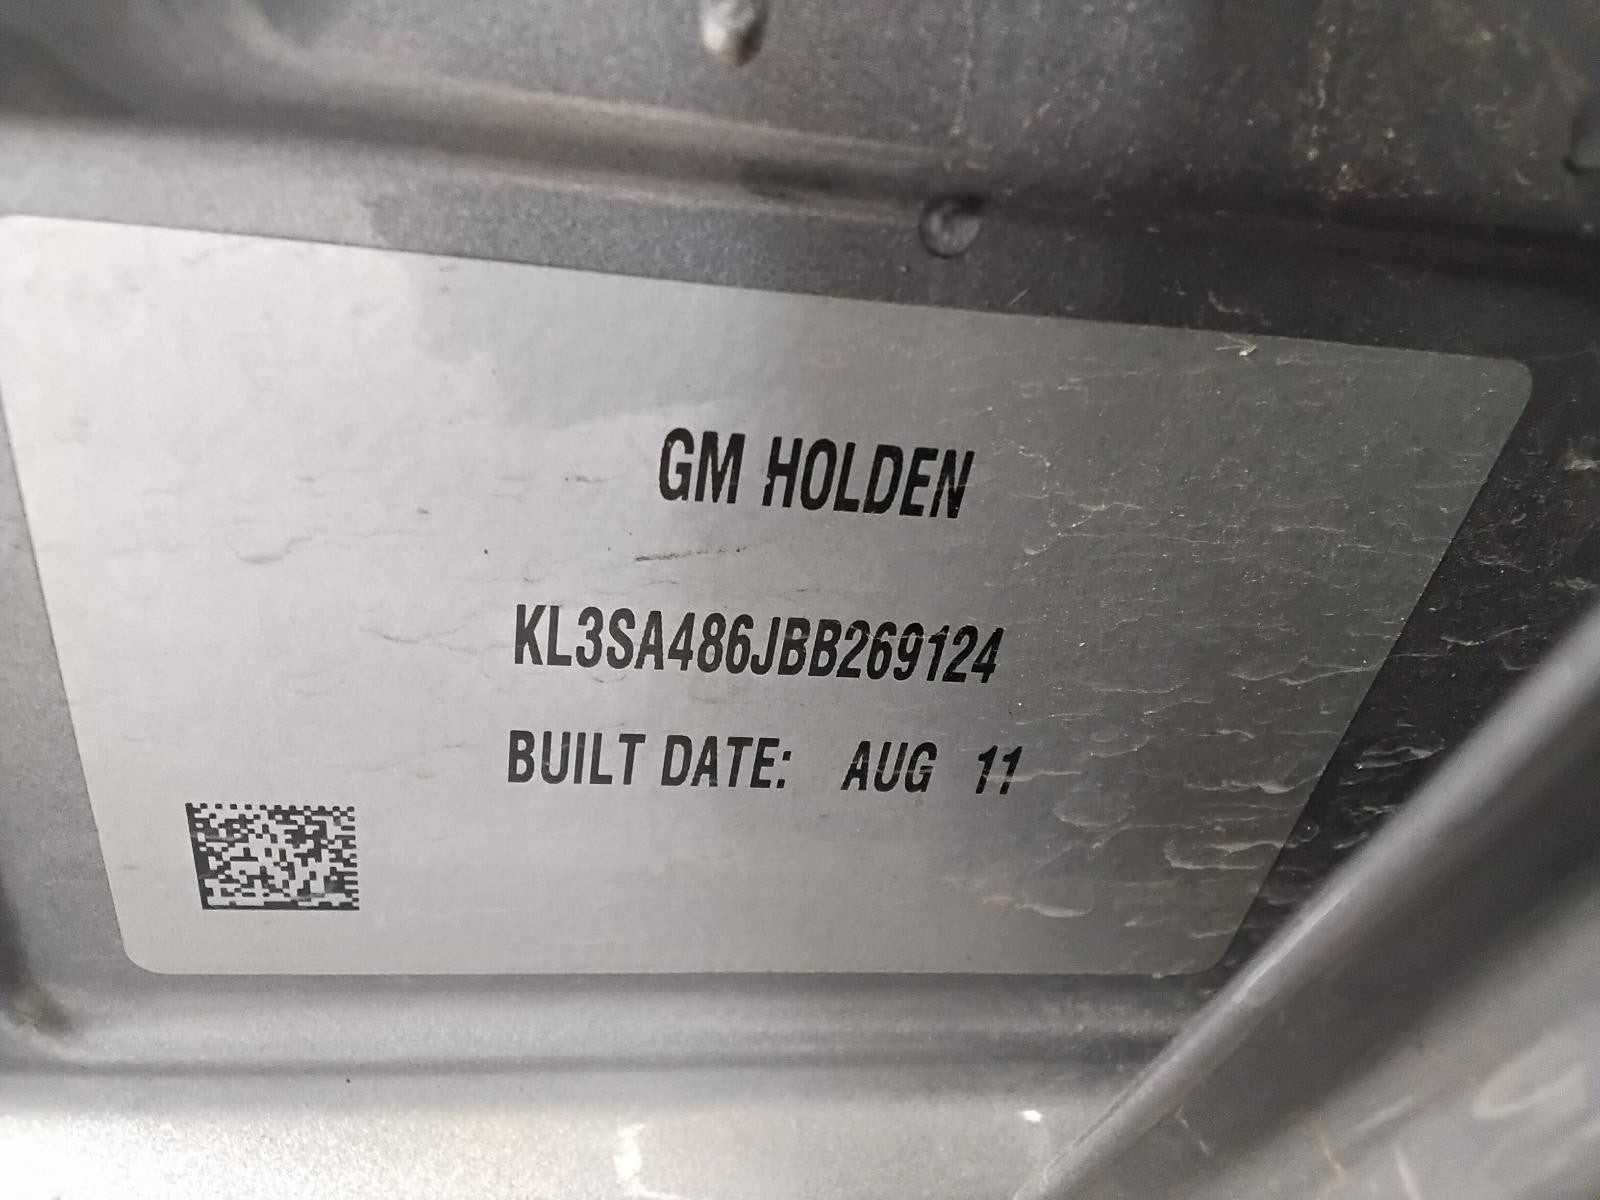 GM HOLDEN
KL3SA486JBB269124
BUILT DATE: AUG 11